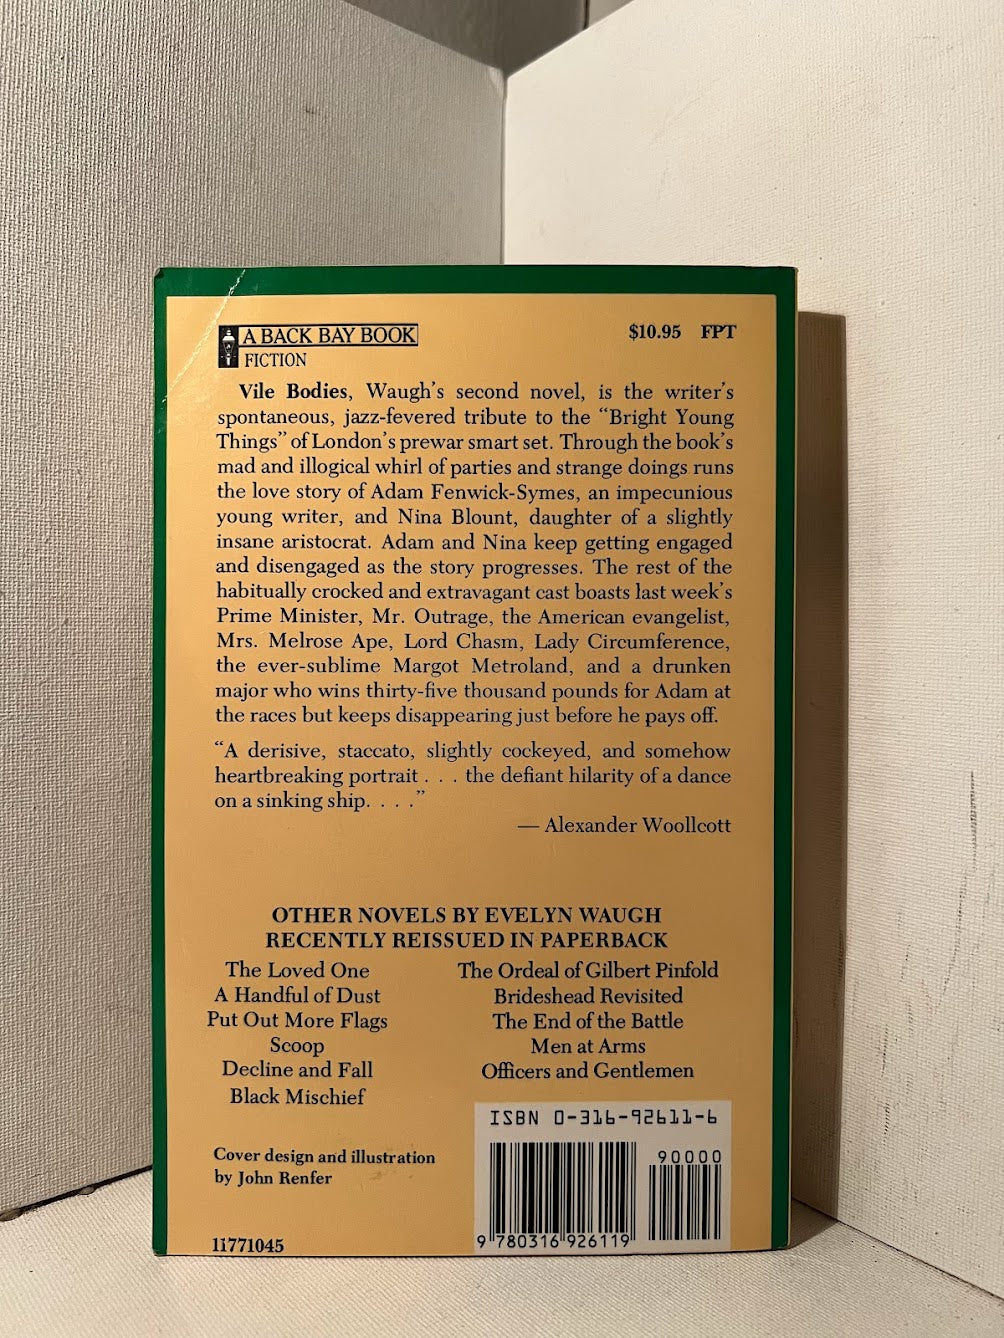 A BACK BAY BOOK
FICTION
$10.95 FPT
Vile Bodies, Waugh's second novel, is the writer's
spontaneous, jazz-fevered tribute to the “Bright Young
Things” of London's prewar smart set. Through the book's
mad and illogical whirl of parties and strange doings runs
the love story of Adam Fenwick-Symes, an impecunious
young writer, and Nina Blount, daughter of a slightly
insane aristocrat. Adam and Nina keep getting engaged
and disengaged as the story progresses. The rest of the
habitually crocked and extravagant cast boasts last week's
Prime Minister, Mr. Outrage, the American evangelist,
Mrs. Melrose Ape, Lord Chasm, Lady Circumference,
the ever-sublime Margot Metroland, and a drunken
major who wins thirty-five thousand pounds for Adam at
the races but keeps disappearing just before he pays off.
“A derisive, staccato, slightly cockeyed, and somehow
heartbreaking portrait . . . the defiant hilarity of a dance
on a sinking ship. . . .”
— Alexander Woollcott
OTHER NOVELS BY EVELYN WAUGH
RECENTLY REISSUED IN PAPERBACK
The Loved One
A Handful of Dust
Put Out More Flags
Scoop
Decline and Fall
Black Mischief
The Ordeal of Gilbert Pinfold
Brideshead Revisited
The End of the Battle
Men at Arms
Officers and Gentlemen
Cover design and illustration
by John Renfer
11771045
ISBN 0-316-92611-6
90000
9 780316 926119